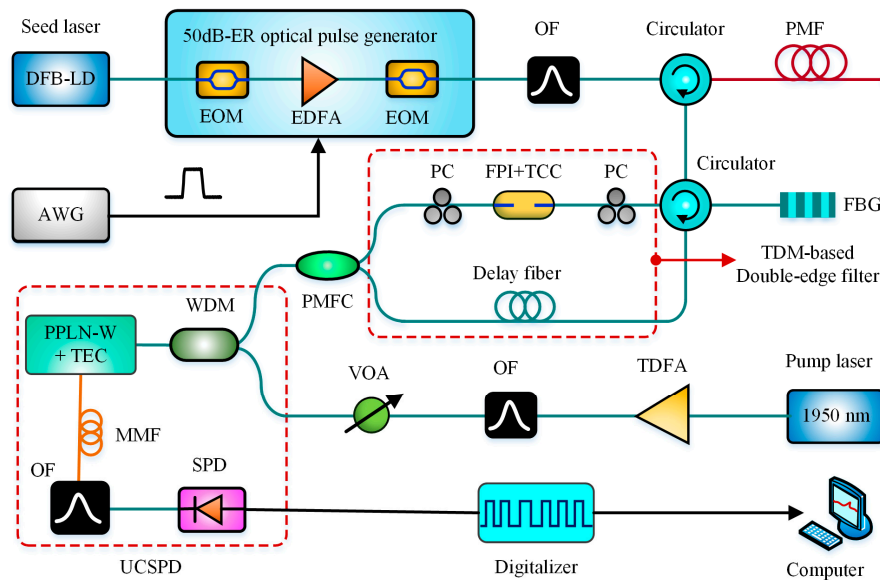 Seed laser
DFB-LD
50dB-ER optical pulse generator
EOM
EDFA
EOM
OF
Circulator
PMF
AWG
PC
FPI+TCC
PC
Circulator
FBG
TDM-based
Double-edge filter
Delay fiber
PMFC
WDM
PPLN-W
+ TEC
VOA
OF
TDFA
Pump laser
1950 nm
MMF
OF
SPD
UCSPD
Digitalizer
Computer